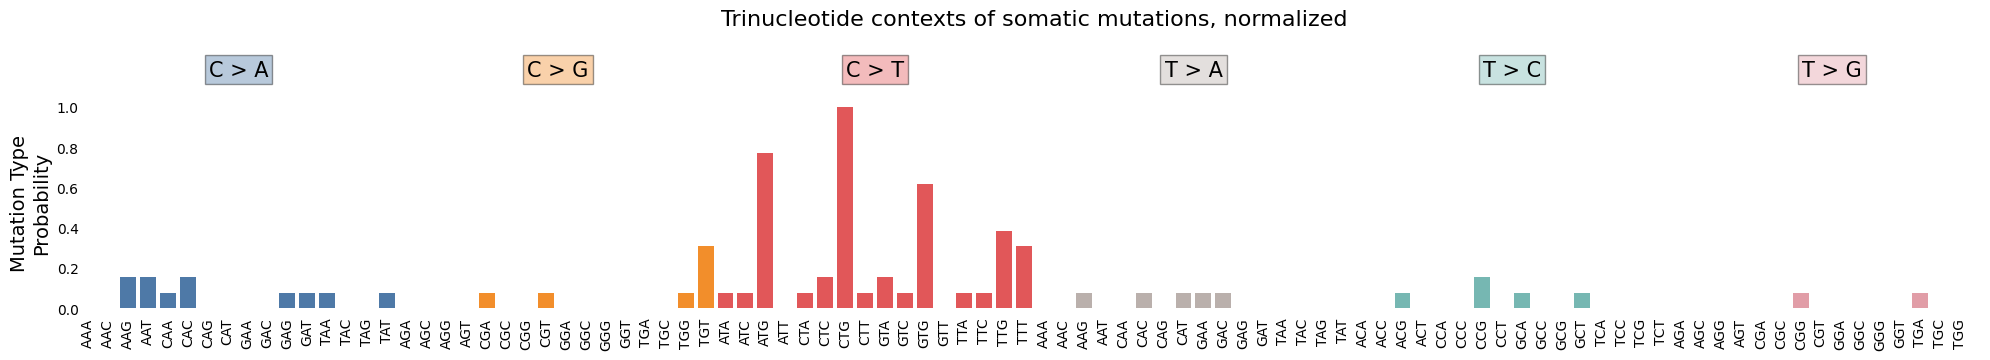 Trinucleotide contexts of somatic mutations, normalized
C > A C > G C > T T > A T > C T > G
Mutation Type
Probability
1.0
0.8
0.6
0.4
0.2
0.0
AAA AAC AAG AAT CAA CAC CAG CAT GAA GAC GAG GAT TAA TAC TAG TAT AGA AGC AGG AGT CGA CGC CGG CGT GGA GGC GGG GGT TGA TGC TGG TGT ATA ATC ATG ATT CTA CTC CTG CTT GTA GTC GTG GTT TTA TTC TTG TTT AAA AAC AAG AAT CAA CAC CAG CAT GAA GAC GAG GAT TAA TAC TAG TAT ACA ACC ACG ACT CCA CCC CCG CCT GCA GCC GCG GCT TCA TCC TCG TCT AGA AGC AGG AGT CGA CGC CGG CGT GGA GGC GGG GGT TGA TGC TGG